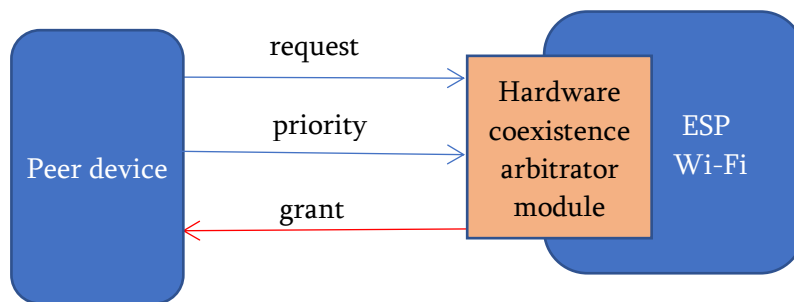 request
priority
grant
Peer device
Hardware
coexistence
arbitrator
module
ESP
Wi-Fi